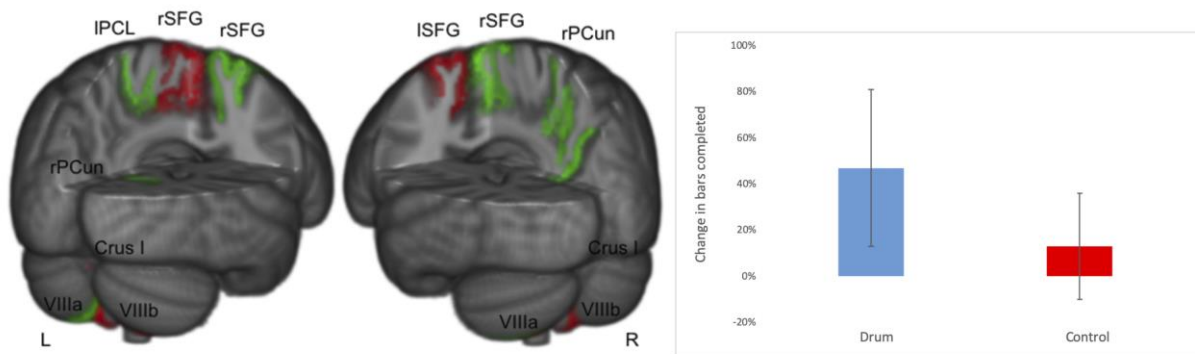 lPCL rSFG rSFG
rPCun
Crus I
VIIIa VIIIb
L
lSFG rSFG rPCun
Crus I
VIIIa VIIIb
R
Change in bars completed
100%
80%
60%
40%
20%
0%
-20%
Drum Control